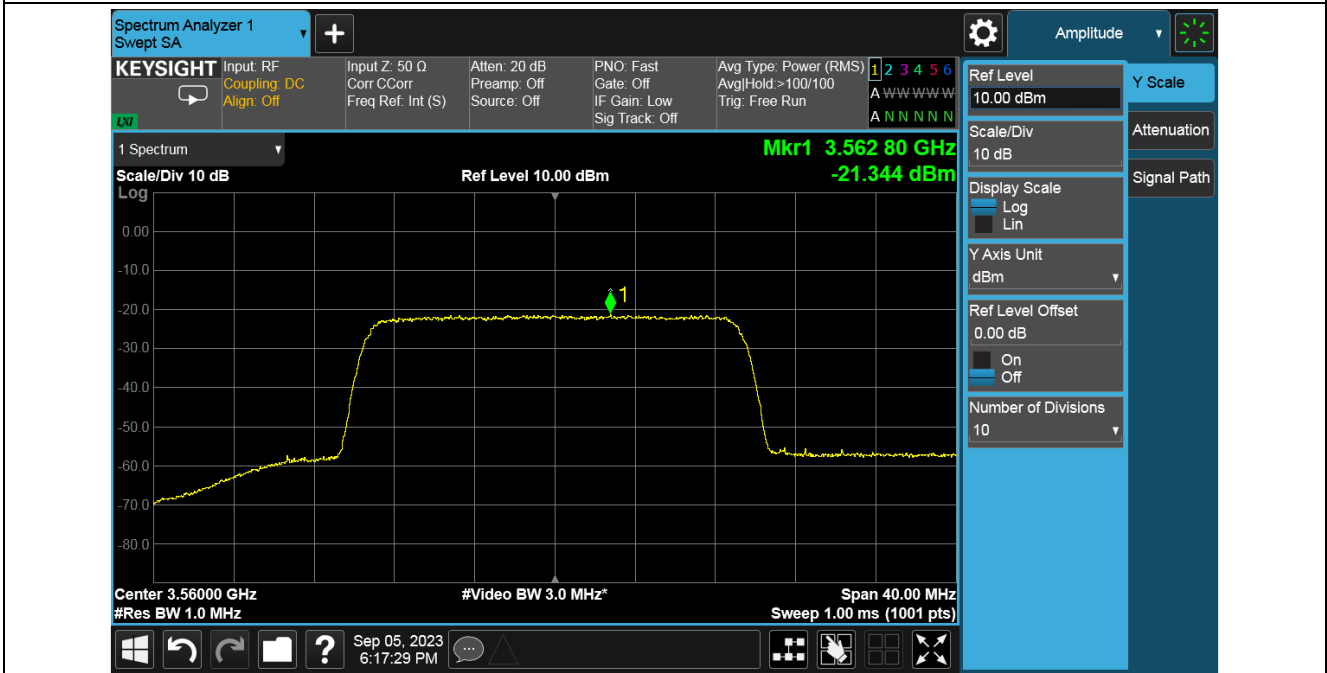 Spectrum Analyzer 1
Swept SA
+
Amplitude
KEYSIGHT
LXI
Input: RF
Coupling: DC
Align: Off
Input Z: 50 Ω
Corr CCorr
Freq Ref: Int (S)
Atten: 20 dB
Preamp: Off
Source: Off
PNO: Fast
Gate: Off
IF Gain: Low
Sig Track: Off
Avg Type: Power (RMS)
Avg|Hold:>100/100
Trig: Free Run
1 2 3 4 5 6
A W W W W W
A N N N N N
1 Spectrum
Mkr1 3.562 80 GHz
Scale/Div 10 dB
Ref Level 10.00 dBm
-21.344 dBm
Log
0.00
-10.0
-20.0
-30.0
-40.0
-50.0
-60.0
-70.0
-80.0
1
Center 3.56000 GHz
#Video BW 3.0 MHz*
Span 40.00 MHz
#Res BW 1.0 MHz
Sweep 1.00 ms (1001 pts)
Ref Level
10.00 dBm
Scale/Div
10 dB
Display Scale
Log
Lin
Y Axis Unit
dBm
Ref Level Offset
0.00 dB
On
Off
Number of Divisions
10
Y Scale
Attenuation
Signal Path
?
Sep 05, 2023
6:17:29 PM